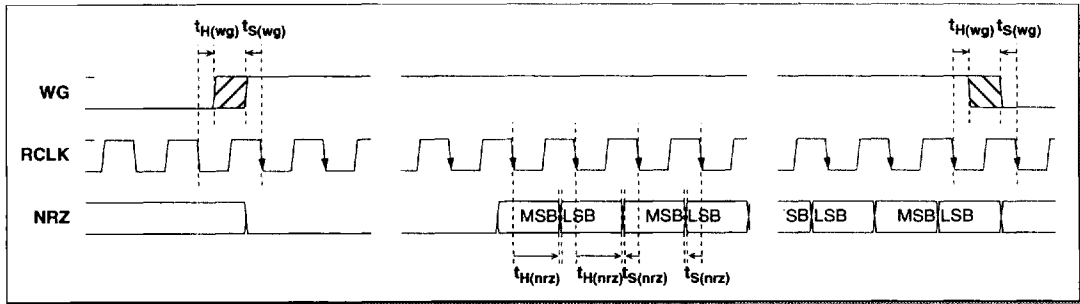 tH(wg) tS(wg) tH(wg) tS(wg)
WG
RCLK
NRZ MSB LSB MSB LSB SB LSB MSB LSB
tH(nrz) tH(nrz) tS(nrz) tS(nrz)